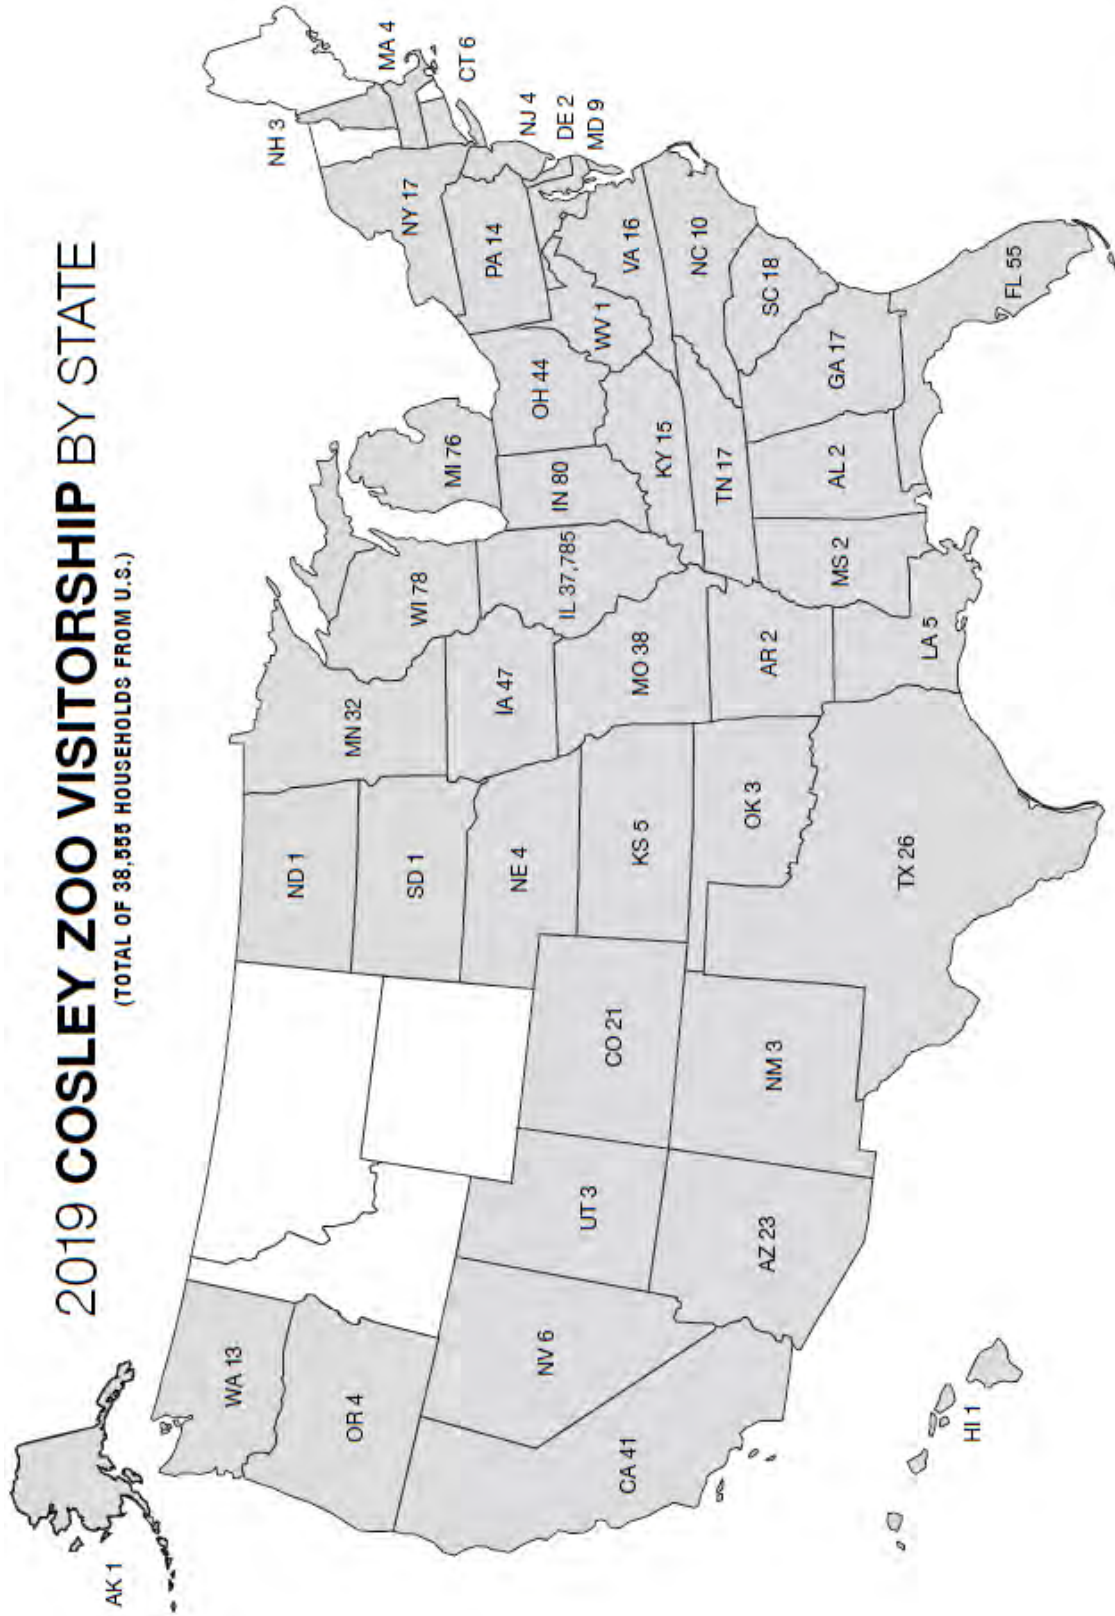 2019 COSLEY ZOO VISITORSHIP BY STATE
(TOTAL OF 38,555 HOUSEHOLDS FROM U.S.)
AK 1
WA 13
OR 4
CA 41
NV 6
UT 3
AZ 23
CO 21
NM 3
HI 1
ND 1
SD 1
NE 4
KS 5
OK 3
TX 26
MN 32
IA 47
MO 38
AR 2
LA 5
WI 78
IL 37,785
MS 2
MI 76
IN 80
KY 15
TN 17
AL 2
OH 44
WV 1
GA 17
FL 55
SC 18
NC 10
VA 16
PA 14
NY 17
NH 3
MA 4
CT 6
NJ 4
DE 2
MD 9